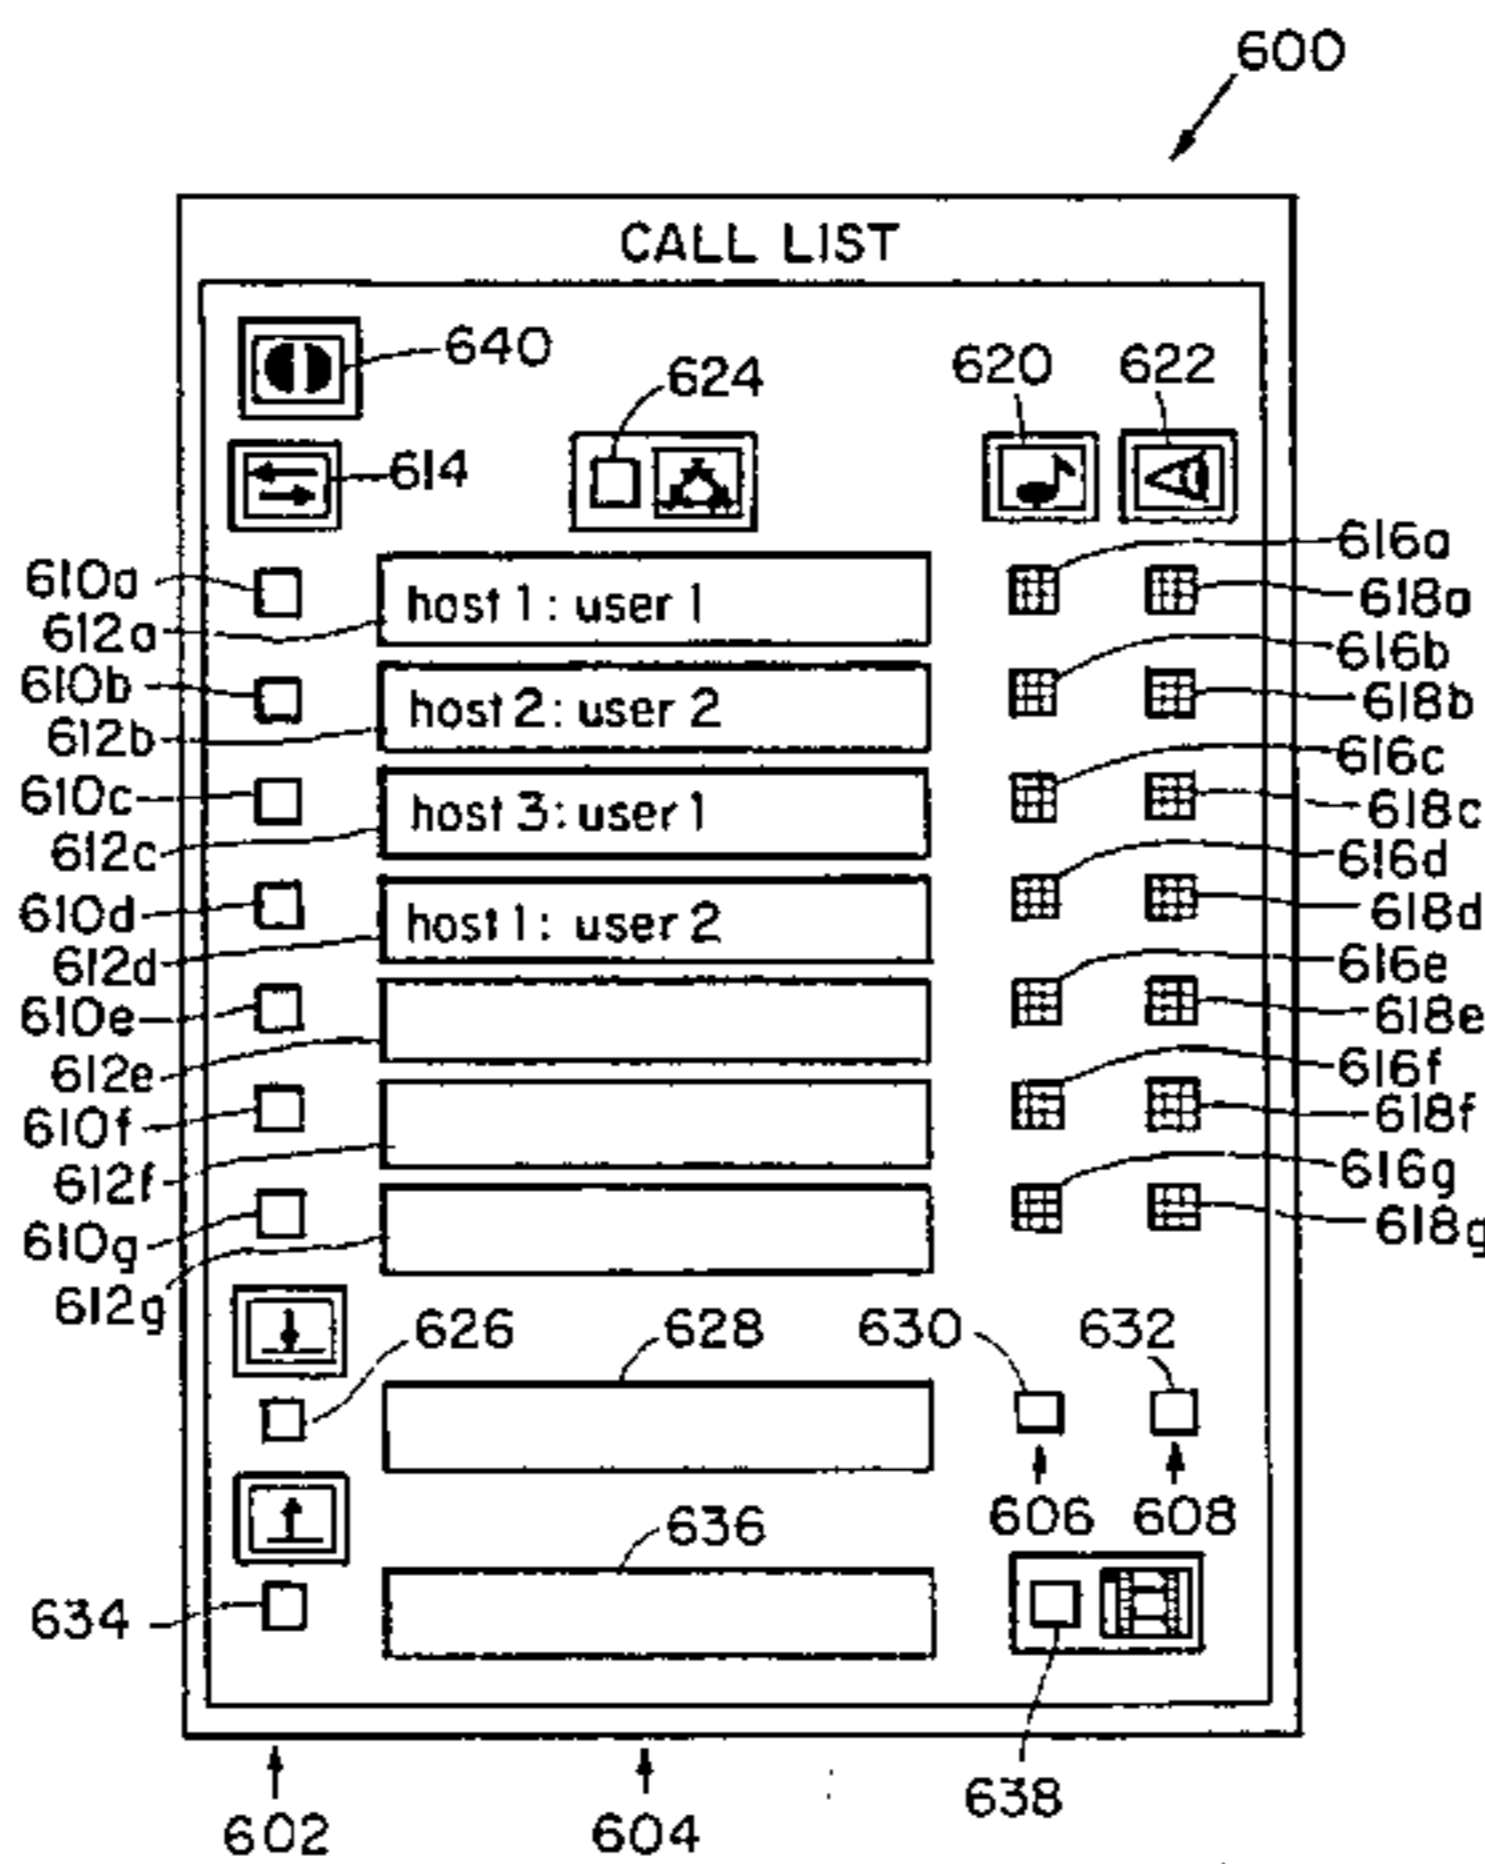 600
CALL LIST
640
624
620
622
614
616a
610a
618a
host 1: user 1
612a
616b
610b
618b
host 2: user 2
612b
616c
610c
618c
host 3: user 1
612c
616d
610d
618d
host 1: user 2
612d
616e
610e
618e
612e
616f
610f
618f
612f
616g
610g
618g
612g
626
628
630
632
606
608
636
634
638
602
604